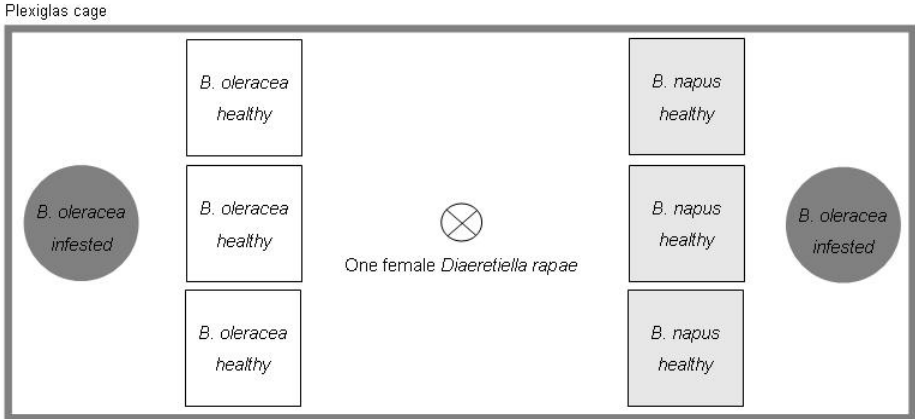 Plexiglas cage
B. oleracea
healthy
B. napus
healthy
B. oleracea
infested
B. oleracea
healthy
B. napus
healthy
B. oleracea
infested
One female Diaeretiella rapae
B. oleracea
healthy
B. napus
healthy